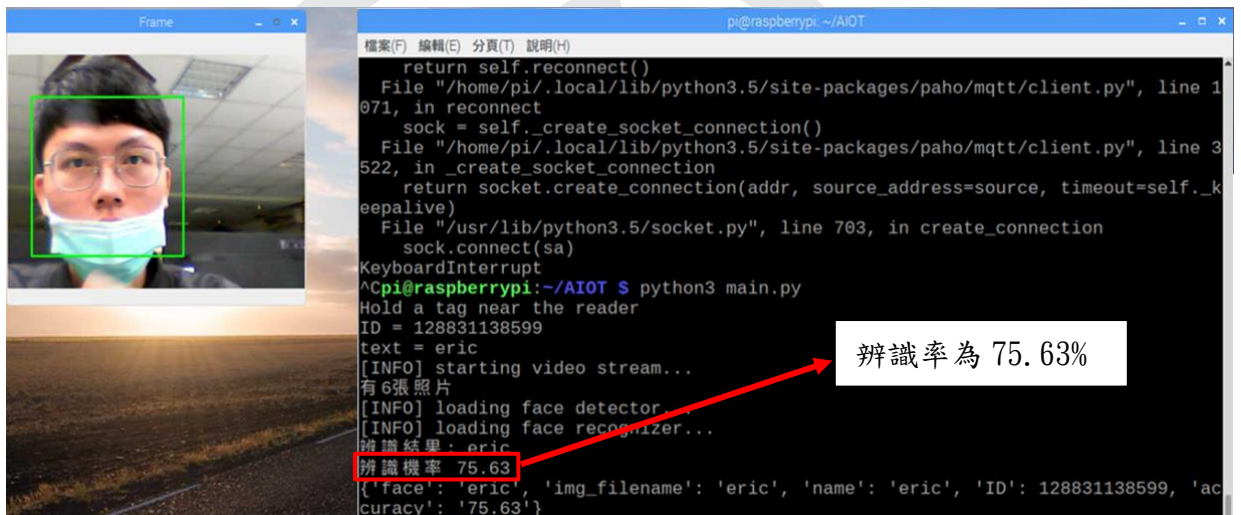 Frame
pi@raspberrypi: ~/AIOT
檔案(F) 編輯(E) 分頁(T) 說明(H)
return self.reconnect()
File "/home/pi/.local/lib/python3.5/site-packages/paho/mqtt/client.py", line 1
071, in reconnect
sock = self._create_socket_connection()
File "/home/pi/.local/lib/python3.5/site-packages/paho/mqtt/client.py", line 3
522, in _create_socket_connection
return socket.create_connection(addr, source_address=source, timeout=self._k
eepalive)
File "/usr/lib/python3.5/socket.py", line 703, in create_connection
sock.connect(sa)
KeyboardInterrupt
^Cpi@raspberrypi:~/AIOT $ python3 main.py
Hold a tag near the reader
ID = 128831138599
text = eric
[INFO] starting video stream...
有6張照片
[INFO] loading face detector...
[INFO] loading face recognizer...
辨識結果: eric
辨識機率 75.63
{'face': 'eric', 'img_filename': 'eric', 'name': 'eric', 'ID': 128831138599, 'ac
curacy': '75.63'}
辨識率為 75.63%